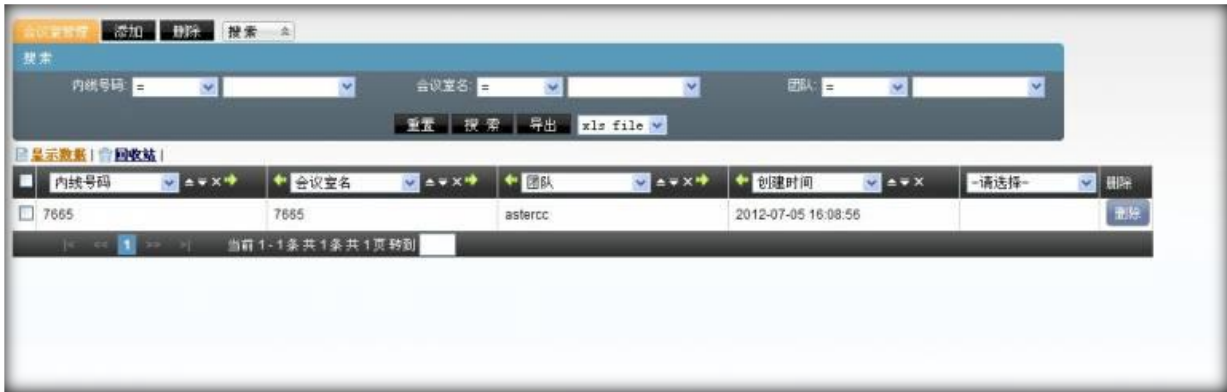 会议室管理 添加 删除 搜索
搜索
内线号码: = 会议室名: = 团队: =
重置 搜索 导出 xls file
显示数据 | 回收站 |
内线号码 会议室名 团队 创建时间 -请选择- 删除
7665 7665 astercc 2012-07-05 16:08:56 删除
|< << 1 >> >| 当前 1 - 1 条 共 1 条 共 1 页 转到